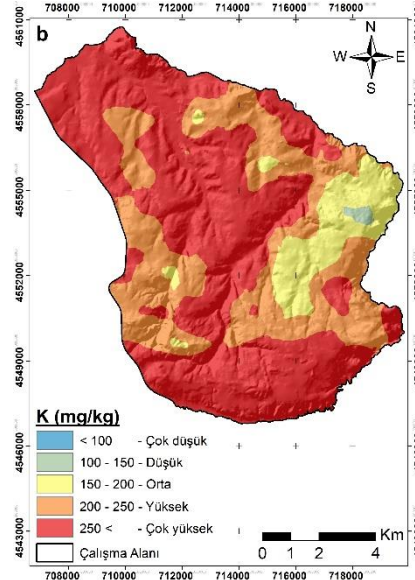 708000 710000 712000 714000 716000 718000
b
N
W E
S
4561000
4558000
4555000
4552000
4549000
4546000
4543000
K (mg/kg)
< 100 - Çok düşük
100 - 150 - Düşük
150 - 200 - Orta
200 - 250 - Yüksek
250 < - Çok yüksek
Çalışma Alanı
Km
0 1 2 4
708000 710000 712000 714000 716000 718000